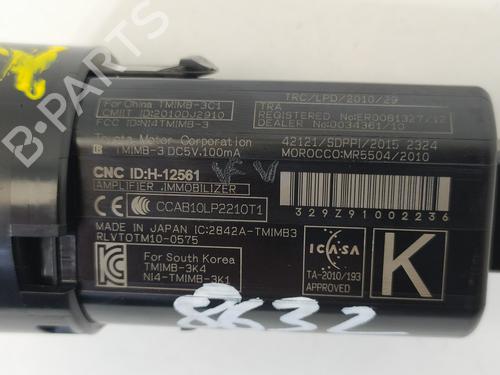 For China TMIMB-3C1
CMIIT ID:2010DJ2910
FCC ID:NI4TMIMB-3
Toyota Motor Corporation
TMIMB-3 DC5V,100mA
CNC ID:H-12561
AMPLIFIER ,IMMOBILIZER
CE CCAB10LP2210T1
MADE IN JAPAN IC:2842A-TMIMB3
RLVTOTM10-0575
For South Korea
TMIMB-3K4
NI4-TMIMB-3K1
TRC/LPD/2010/29
TRA
REGISTERED No:ER0081327/12
DEALER No:0034361/10
42121/SDPPI/2015 2324
MOROCCO:MR5504/2010
329Z91002236
ICASA
TA-2010/193
APPROVED
K
8632
B-PARTS